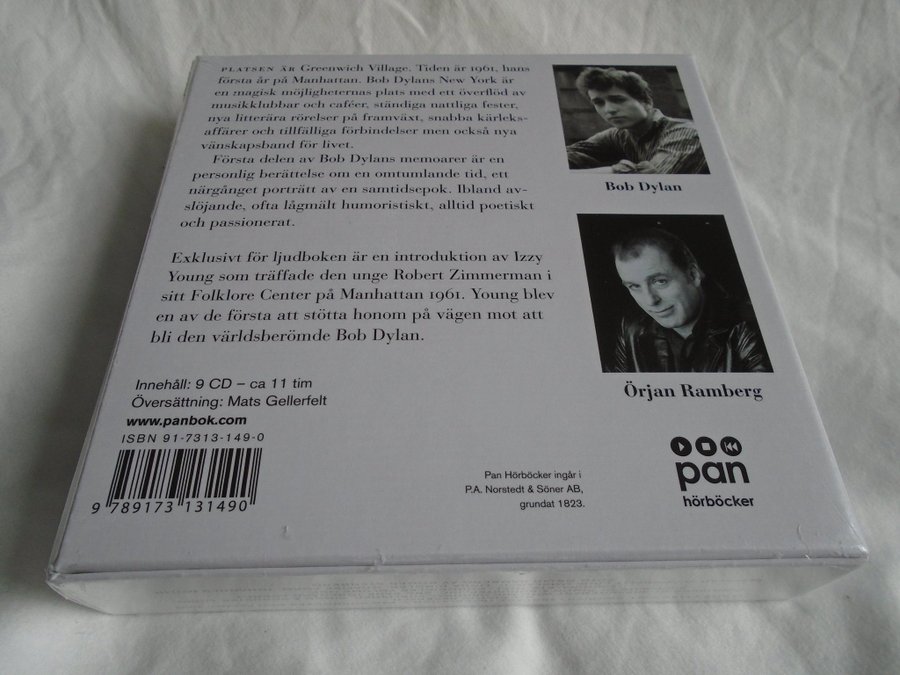 PLATSEN ÄR Greenwich Village. Tiden är 1961, hans
första år på Manhattan. Bob Dylans New York är
en magisk möjligheternas plats med ett överflöd av
musikklubbar och caféer, ständiga nattliga fester,
nya litterära rörelser på framväxt, snabba kärleks-
affärer och tillfälliga förbindelser men också nya
vänskapsband för livet.
Första delen av Bob Dylans memoarer är en
personlig berättelse om en omtumlande tid, ett
närgånget porträtt av en samtidsepok. Ibland av-
slöjande, ofta lågmält humoristiskt, alltid poetiskt
och passionerat.
Exklusivt för ljudboken är en introduktion av Izzy
Young som träffade den unge Robert Zimmerman i
sitt Folklore Center på Manhattan 1961. Young blev
en av de första att stötta honom på vägen mot att
bli den världsberömde Bob Dylan.
Bob Dylan
Örjan Ramberg
Innehåll: 9 CD – ca 11 tim
Översättning: Mats Gellerfelt
www.panbok.com
ISBN 91-7313-149-0
9 789173 131490
Pan Hörböcker ingår i
P.A. Norstedt & Söner AB,
grundat 1823.
pan
hörböcker